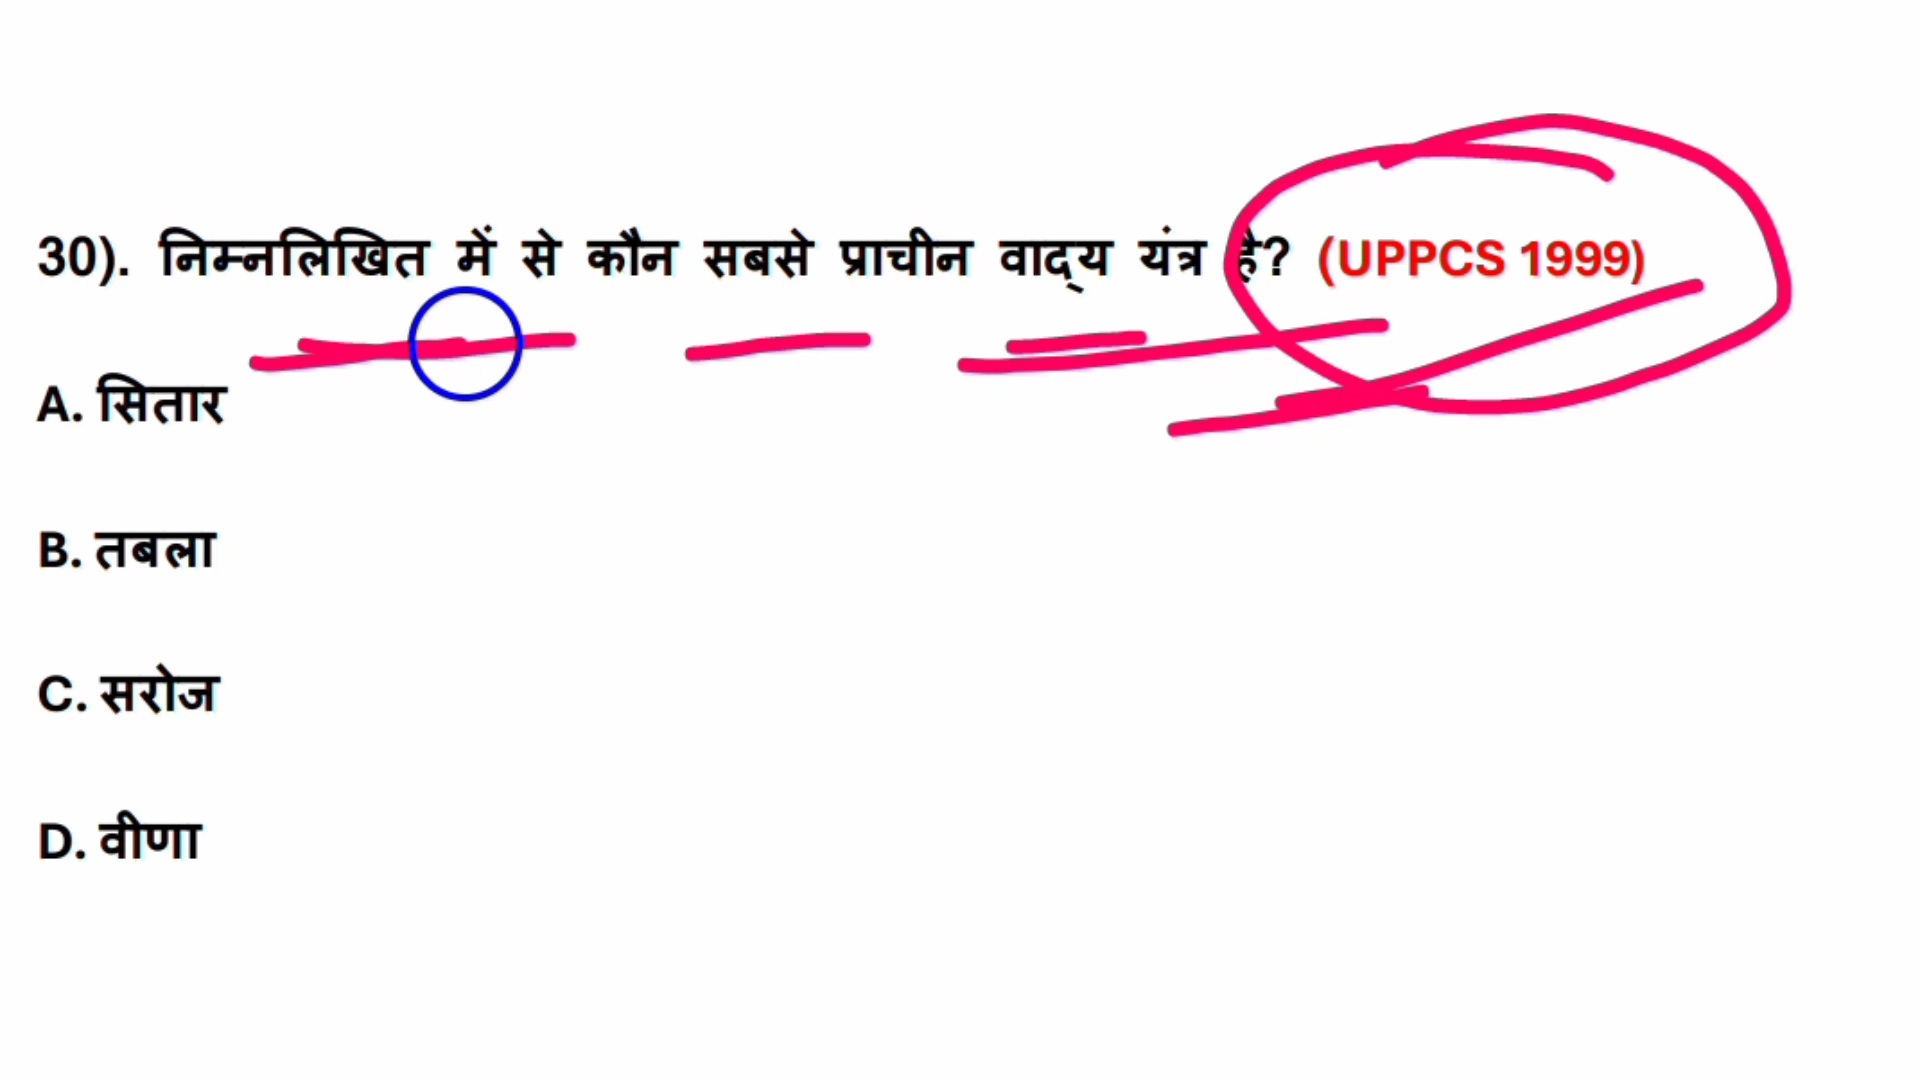 30). निम्नलिखित में से कौन सबसे प्राचीन वाद्य यंत्र है? (UPPCS 1999)
A. सितार
B. तबला
C. सरोज
D. वीणा